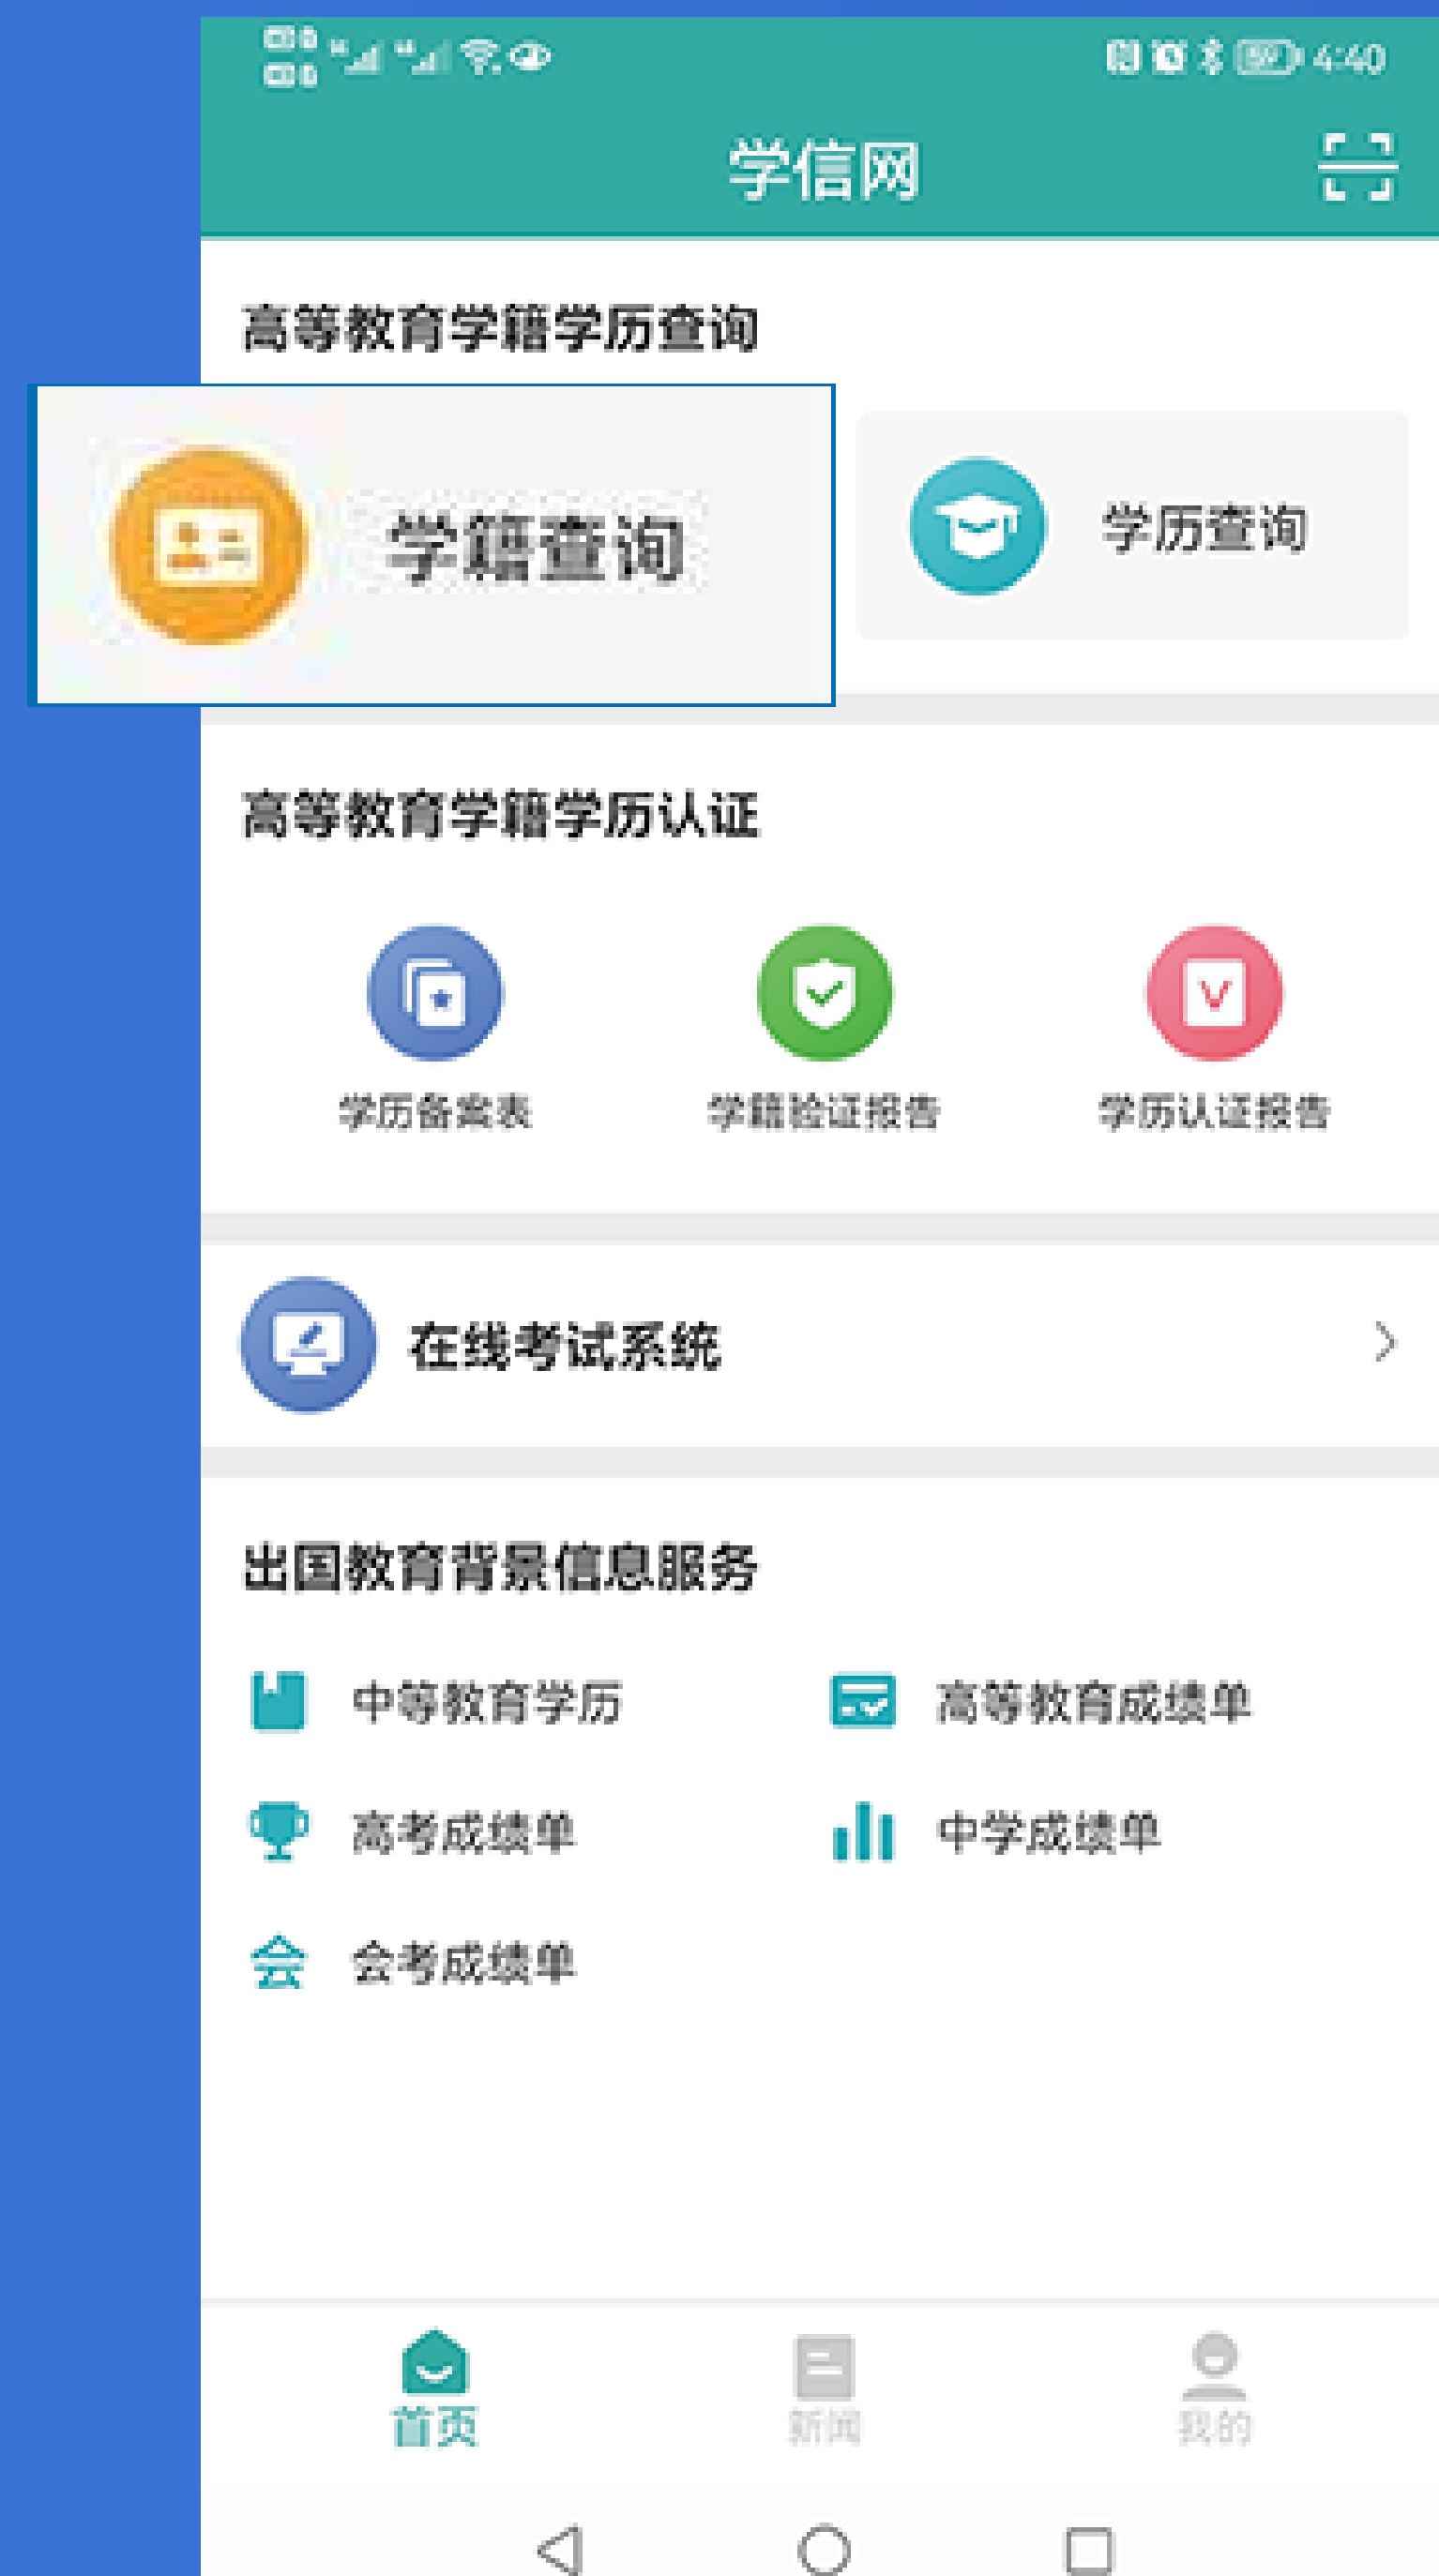 4:40
学信网
高等教育学籍学历查询
学籍查询
学历查询
高等教育学籍学历认证
学历备案表
学籍验证报告
学历认证报告
在线考试系统
出国教育背景信息服务
中等教育学历
高等教育成绩单
高考成绩单
中学成绩单
会考成绩单
首页
新闻
我的